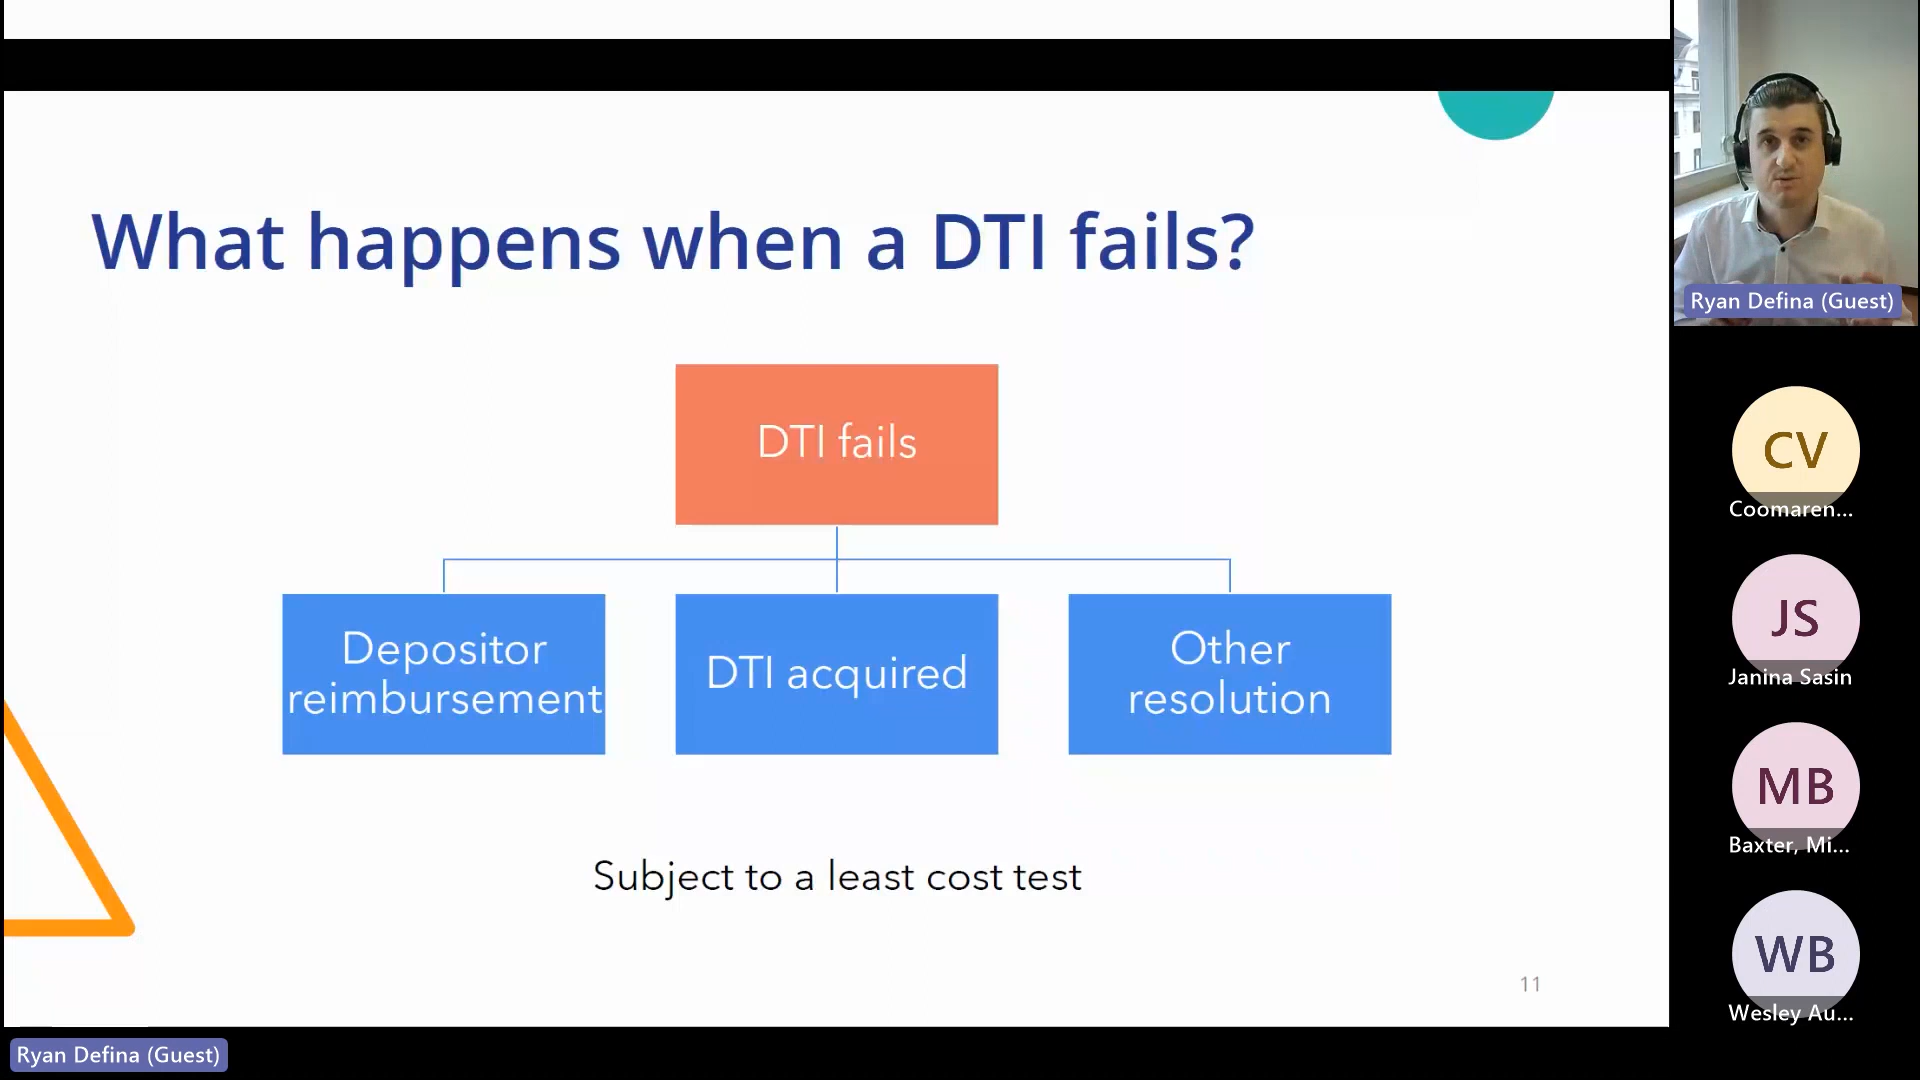 What happens when a DTI fails?
DTI fails
Depositor
reimbursement
DTI acquired
Other
resolution
Subject to a least cost test
11
Ryan Defina (Guest)
Ryan Defina (Guest)
CV
Coomaren...
JS
Janina Sasin
MB
Baxter, Mi...
WB
Wesley Au...